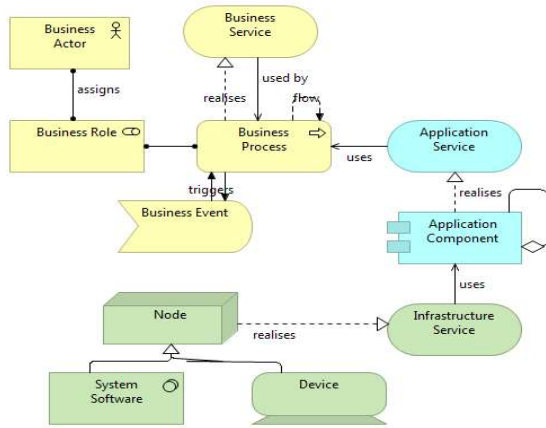 Business
Actor
Business
Service
assigns
used by
realises
flow
Business Role
Business
Process
uses
Application
Service
triggers
Business Event
realises
Application
Component
uses
Node
realises
Infrastructure
Service
System
Software
Device